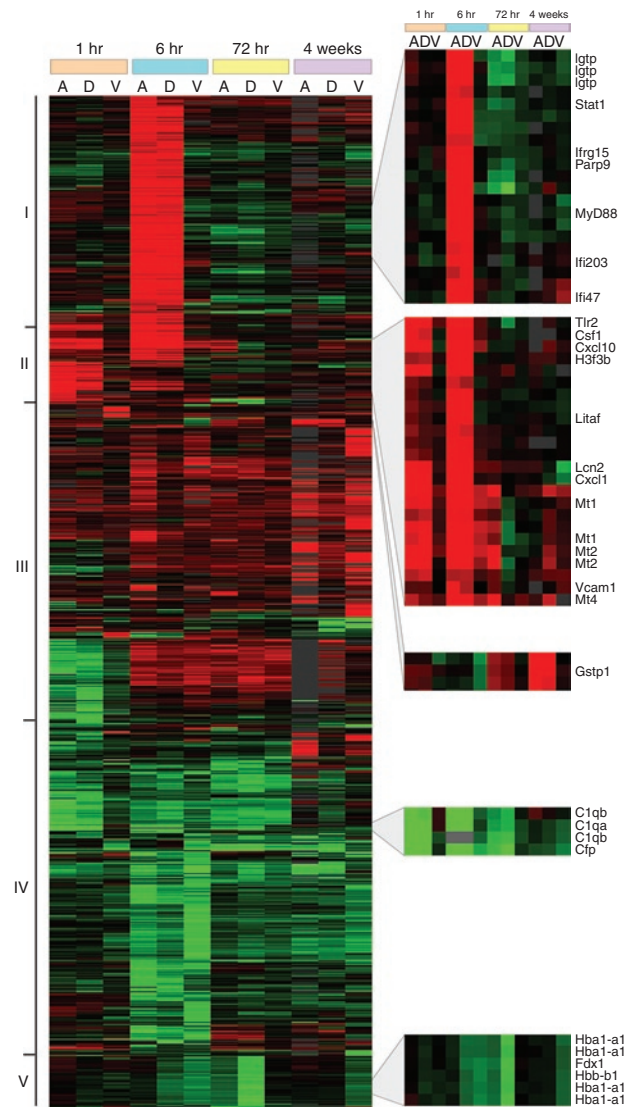 1 hr 6 hr 72 hr 4 weeks
A D V A D V A D V A D V
I
II
III
IV
V
1 hr 6 hr 72 hr 4 weeks
ADV ADV ADV ADV
Igtp
Igtp
Igtp
Stat1
Ifrg15
Parp9
MyD88
Ifi203
Ifi47
Tlr2
Csf1
Cxcl10
H3f3b
Litaf
Lcn2
Cxcl1
Mt1
Mt1
Mt2
Mt2
Vcam1
Mt4
Gstp1
C1qb
C1qa
C1qb
Cfp
Hba1-a1
Hba1-a1
Fdx1
Hbb-b1
Hba1-a1
Hba1-a1